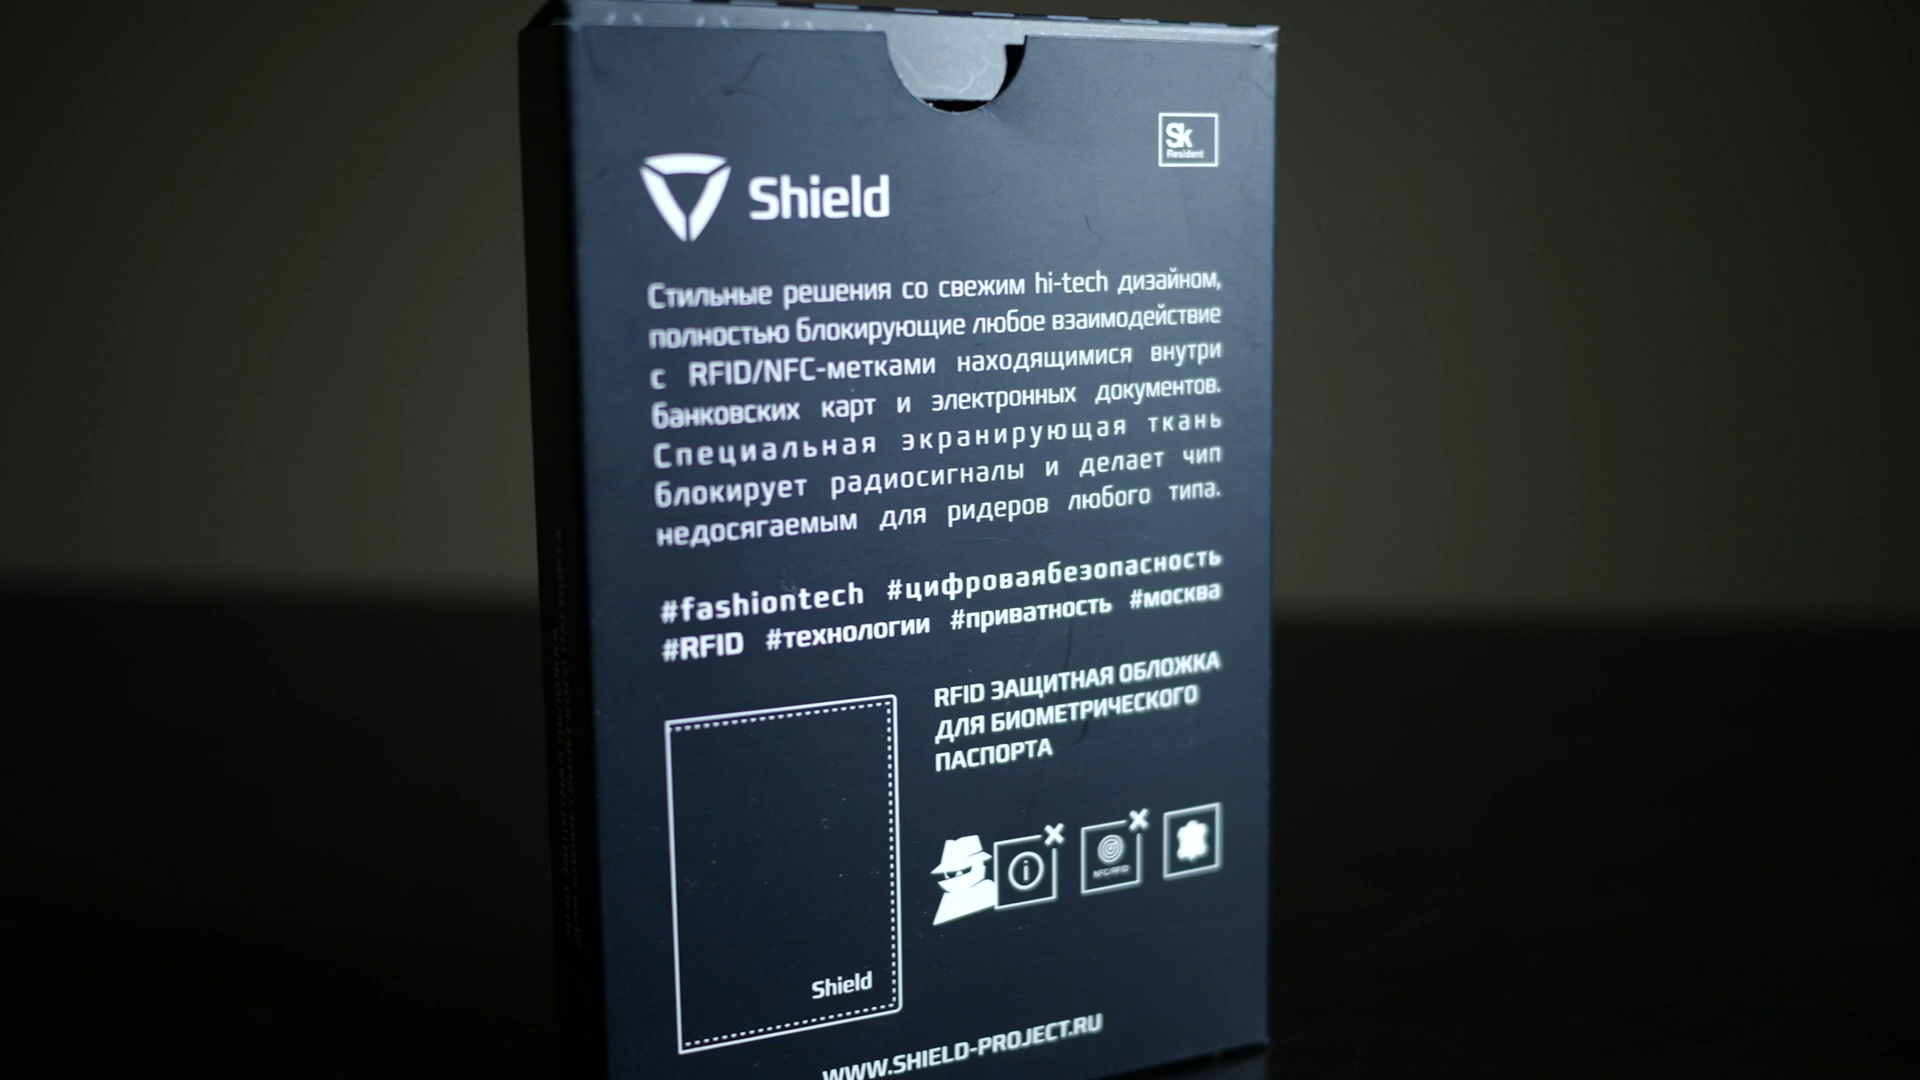 Sk
Resident
Shield
Стильные решения со свежим hi-tech дизайном,
полностью блокирующие любое взаимодействие
с RFID/NFC-метками находящимися внутри
банковских карт и электронных документов.
Специальная экранирующая ткань
блокирует радиосигналы и делает чип
недосягаемым для ридеров любого типа.
#fashiontech #цифроваябезопасность
#RFID #технологии #приватность #москва
RFID ЗАЩИТНАЯ ОБЛОЖКА
ДЛЯ БИОМЕТРИЧЕСКОГО
ПАСПОРТА
i
NFC/RFID
Shield
WWW.SHIELD-PROJECT.RU